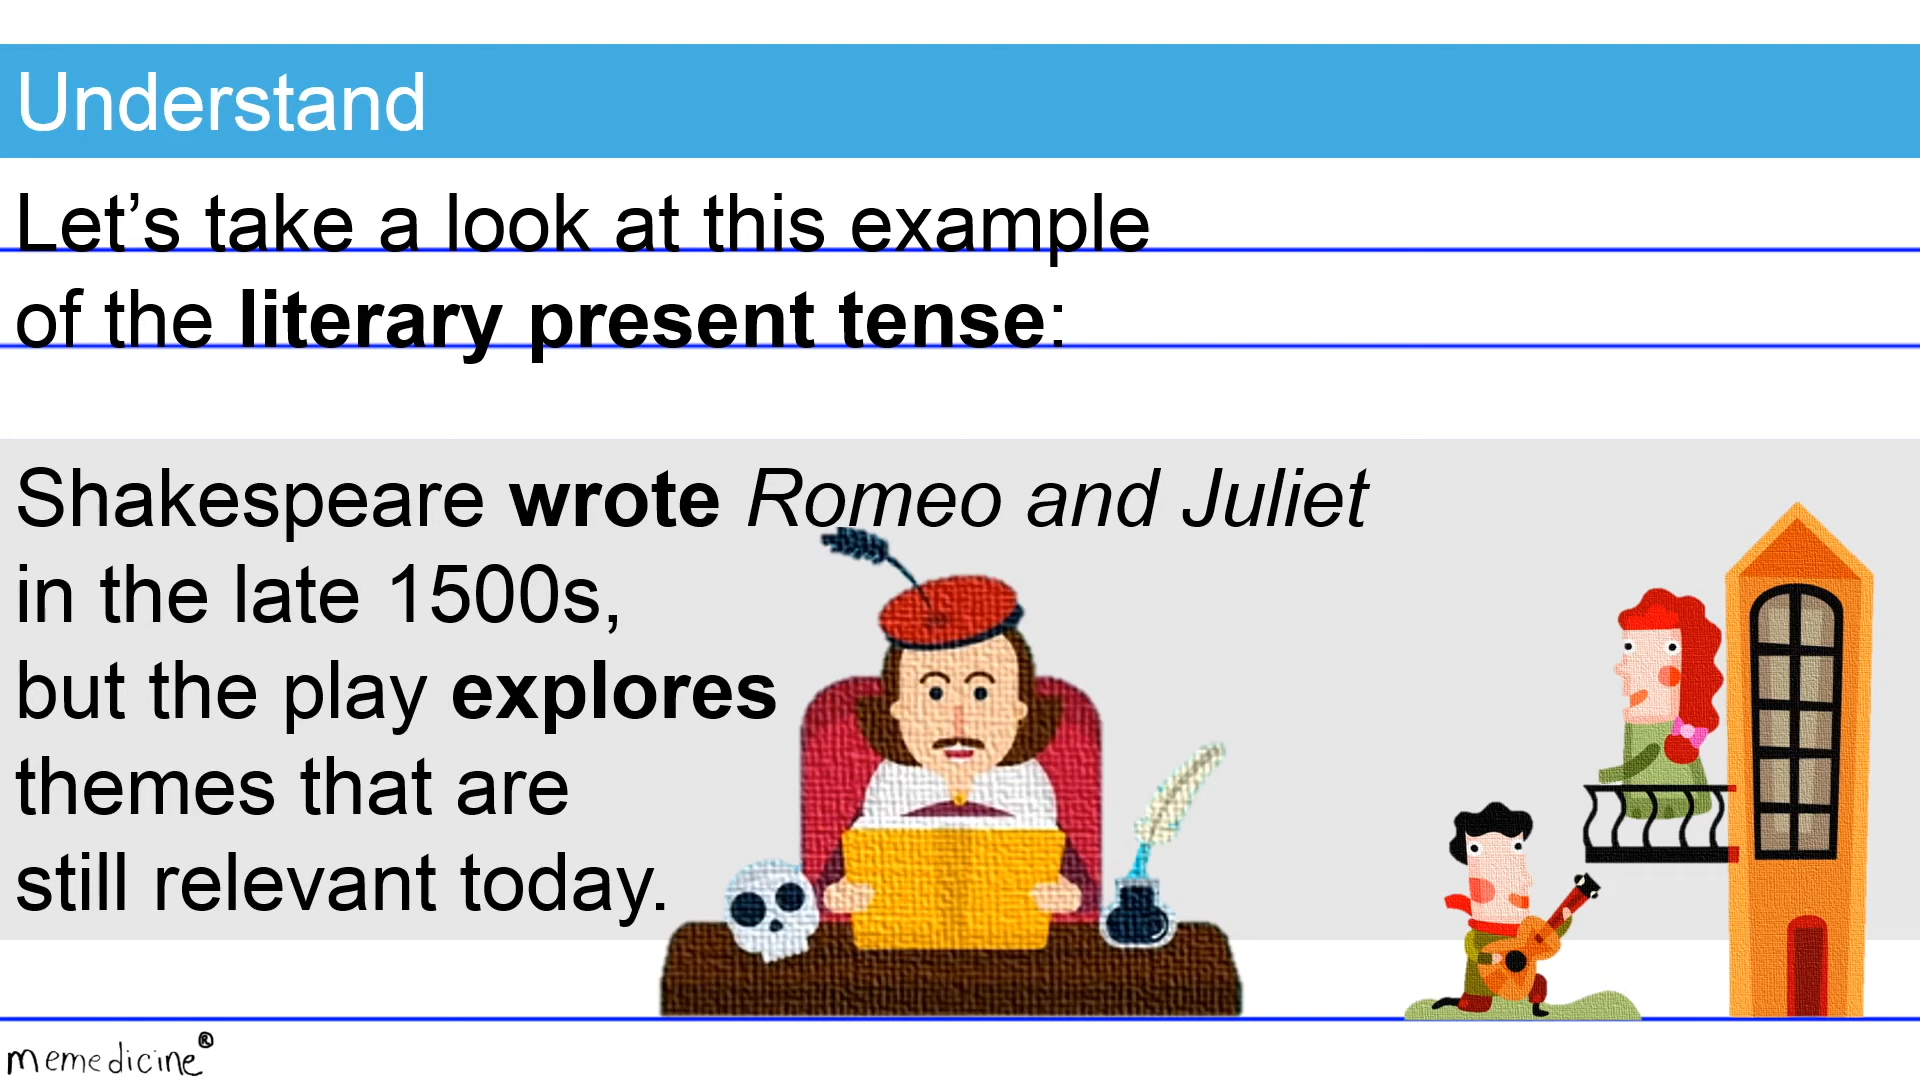 Understand
Let’s take a look at this example
of the literary present tense:
Shakespeare wrote Romeo and Juliet
in the late 1500s,
but the play explores
themes that are
still relevant today.
memedicine®